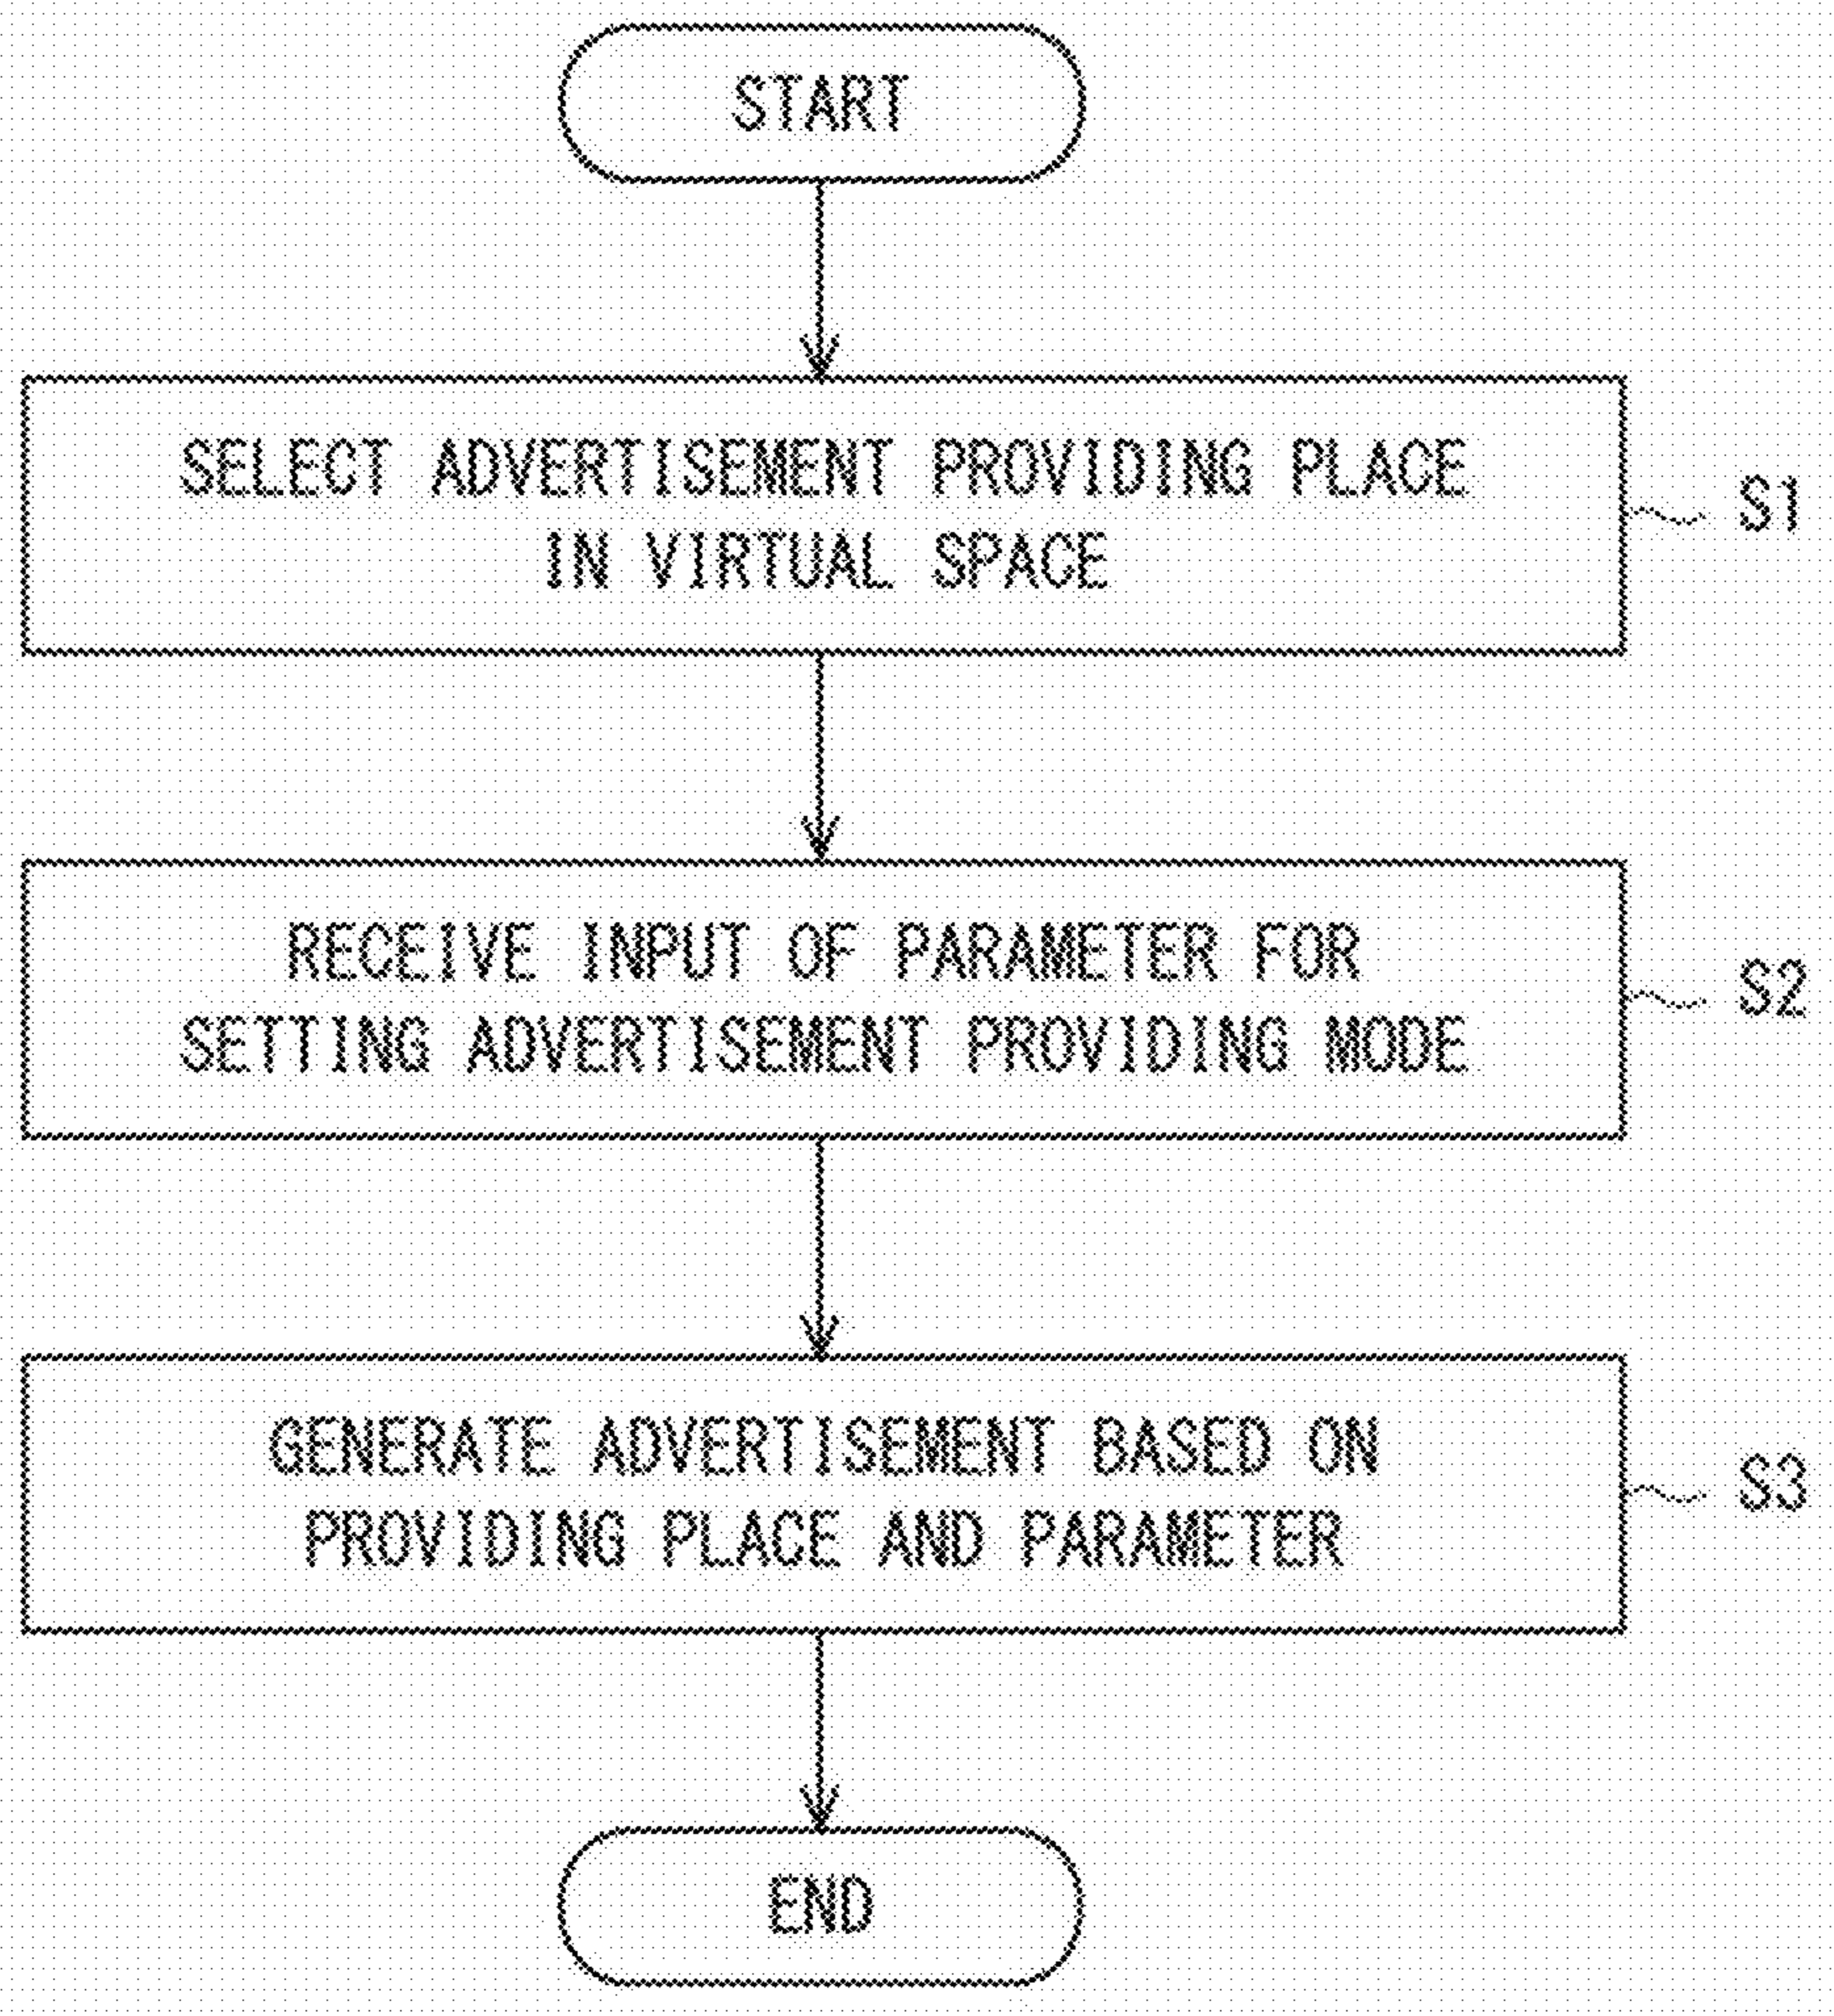 START
SELECT ADVERTISEMENT PROVIDING PLACE
IN VIRTUAL SPACE
S1
RECEIVE INPUT OF PARAMETER FOR
SETTING ADVERTISEMENT PROVIDING MODE
S2
GENERATE ADVERTISEMENT BASED ON
PROVIDING PLACE AND PARAMETER
S3
END